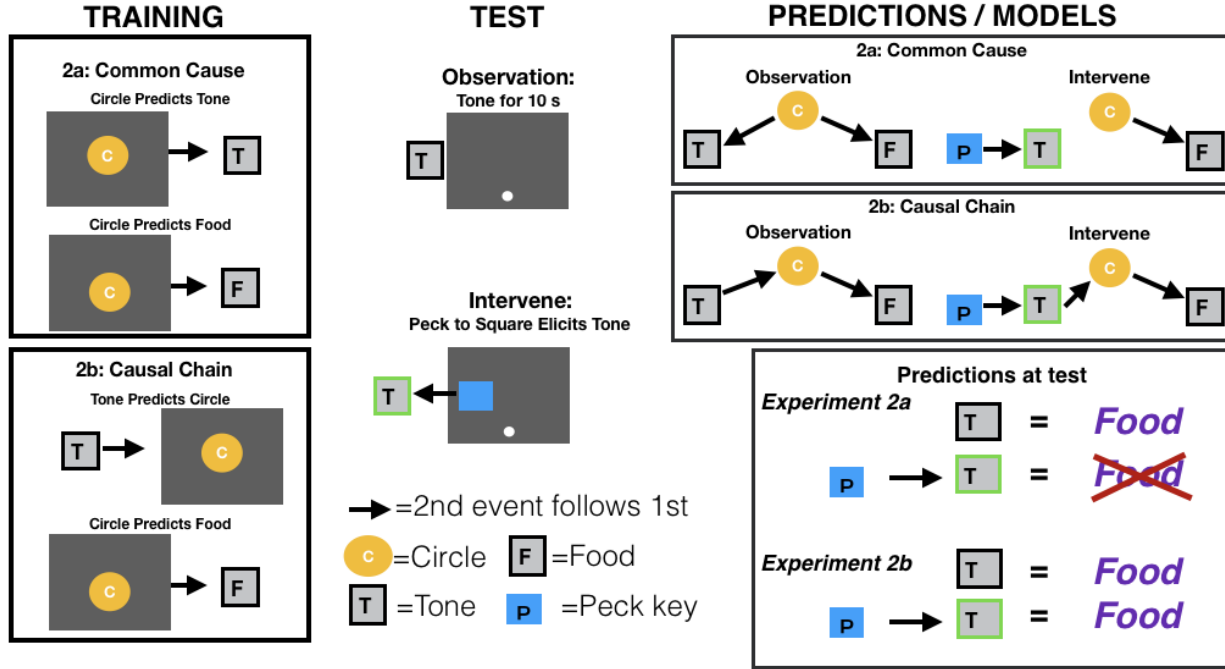 TRAINING
2a: Common Cause
Circle Predicts Tone
C
T
Circle Predicts Food
C
F
2b: Causal Chain
Tone Predicts Circle
T
C
Circle Predicts Food
C
F
TEST
Observation:
Tone for 10 s
T
Intervene:
Peck to Square Elicits Tone
T
=2nd event follows 1st
C =Circle F =Food
T =Tone P =Peck key
PREDICTIONS / MODELS
2a: Common Cause
Observation Intervene
C C
T F P T F
2b: Causal Chain
Observation Intervene
C C
T F P T F
Predictions at test
Experiment 2a
T = Food
P T = Food
Experiment 2b
T = Food
P T = Food